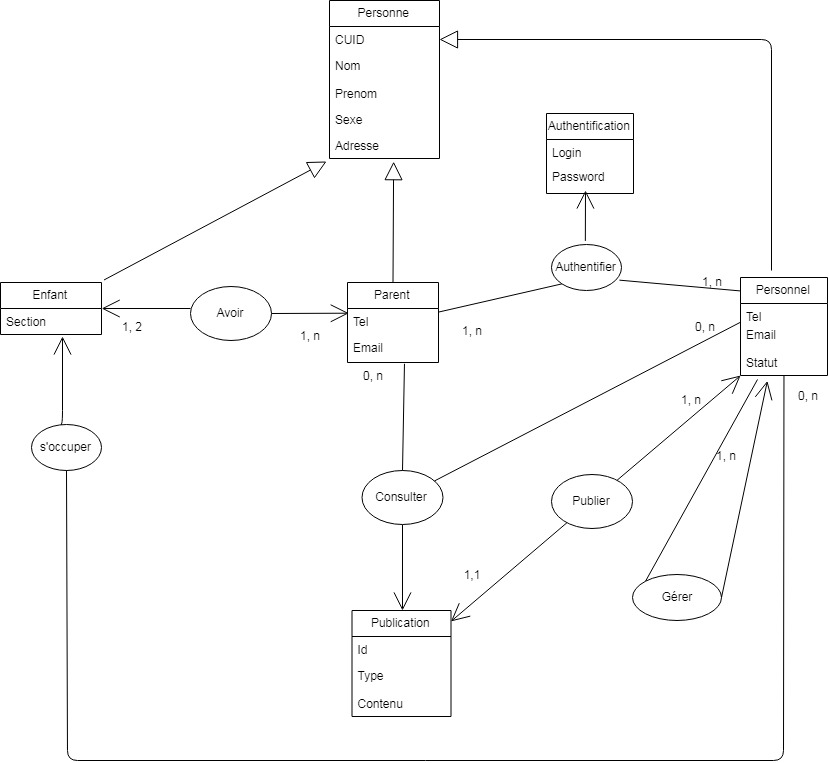 Personne
CUID
Nom
Prenom
Sexe
Adresse
Authentification
Login
Password
Authentifier
Enfant
Section
1, 2
Avoir
1, n
Parent
Tel
Email
0, n
1, n
1, n
0, n
Personnel
Tel
Email
Statut
0, n
s'occuper
Consulter
1, n
Publier
1, n
1,1
Gérer
Publication
Id
Type
Contenu